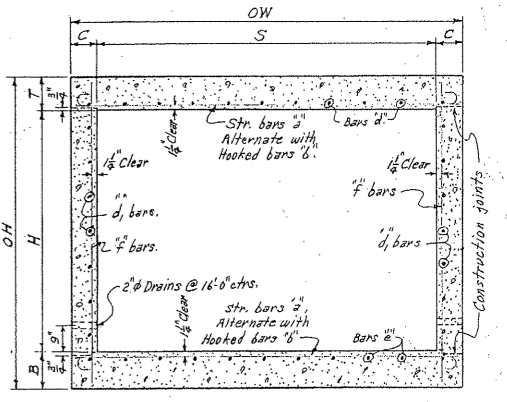 OW
C
S
C
T
3/4"
Str. bars "a"
Alternate with
Hooked bars "b".
Bars "d"
1¼" Clear
1¼" Clear
1¼" Clear
"f" bars
OH
H
d, bars.
"f" bars.
"d, bars
Construction joints
2"Φ Drains @ 16'-0" ctrs.
1¼" Clear
Str. bars "a",
Alternate with
Hooked bars "b"
Bars "e"
9"
B
3/4"